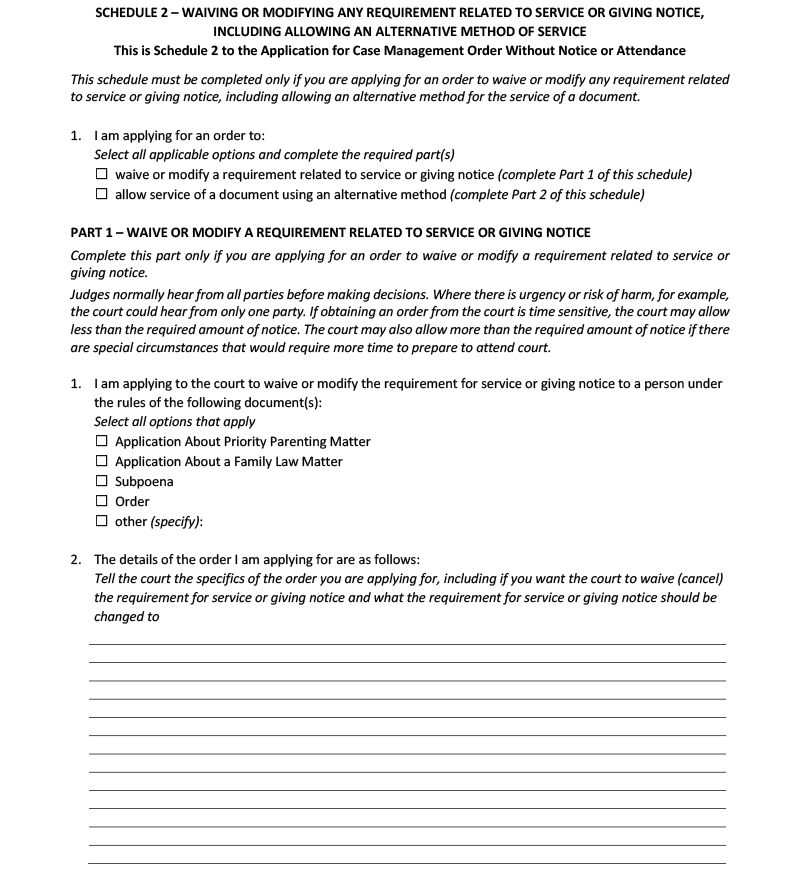 SCHEDULE 2 – WAIVING OR MODIFYING ANY REQUIREMENT RELATED TO SERVICE OR GIVING NOTICE,
INCLUDING ALLOWING AN ALTERNATIVE METHOD OF SERVICE
This is Schedule 2 to the Application for Case Management Order Without Notice or Attendance
This schedule must be completed only if you are applying for an order to waive or modify any requirement related
to service or giving notice, including allowing an alternative method for the service of a document.
1. I am applying for an order to:
Select all applicable options and complete the required part(s)
☐ waive or modify a requirement related to service or giving notice (complete Part 1 of this schedule)
☐ allow service of a document using an alternative method (complete Part 2 of this schedule)
PART 1 – WAIVE OR MODIFY A REQUIREMENT RELATED TO SERVICE OR GIVING NOTICE
Complete this part only if you are applying for an order to waive or modify a requirement related to service or
giving notice.
Judges normally hear from all parties before making decisions. Where there is urgency or risk of harm, for example,
the court could hear from only one party. If obtaining an order from the court is time sensitive, the court may allow
less than the required amount of notice. The court may also allow more than the required amount of notice if there
are special circumstances that would require more time to prepare to attend court.
1. I am applying to the court to waive or modify the requirement for service or giving notice to a person under
the rules of the following document(s):
Select all options that apply
☐ Application About Priority Parenting Matter
☐ Application About a Family Law Matter
☐ Subpoena
☐ Order
☐ other (specify):
2. The details of the order I am applying for are as follows:
Tell the court the specifics of the order you are applying for, including if you want the court to waive (cancel)
the requirement for service or giving notice and what the requirement for service or giving notice should be
changed to